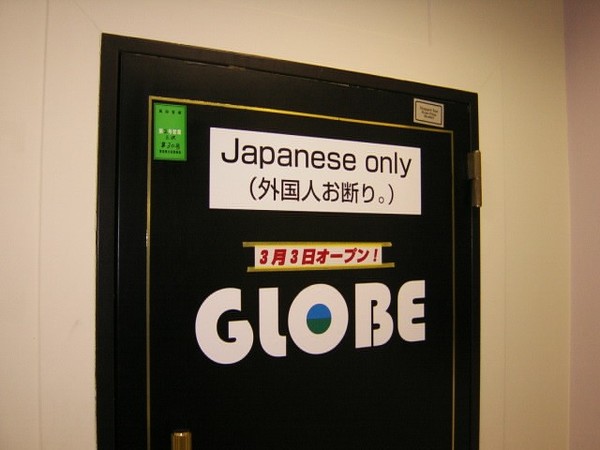 Japanese only
（外国人お断り。）
3月3日オープン！
GLOBE